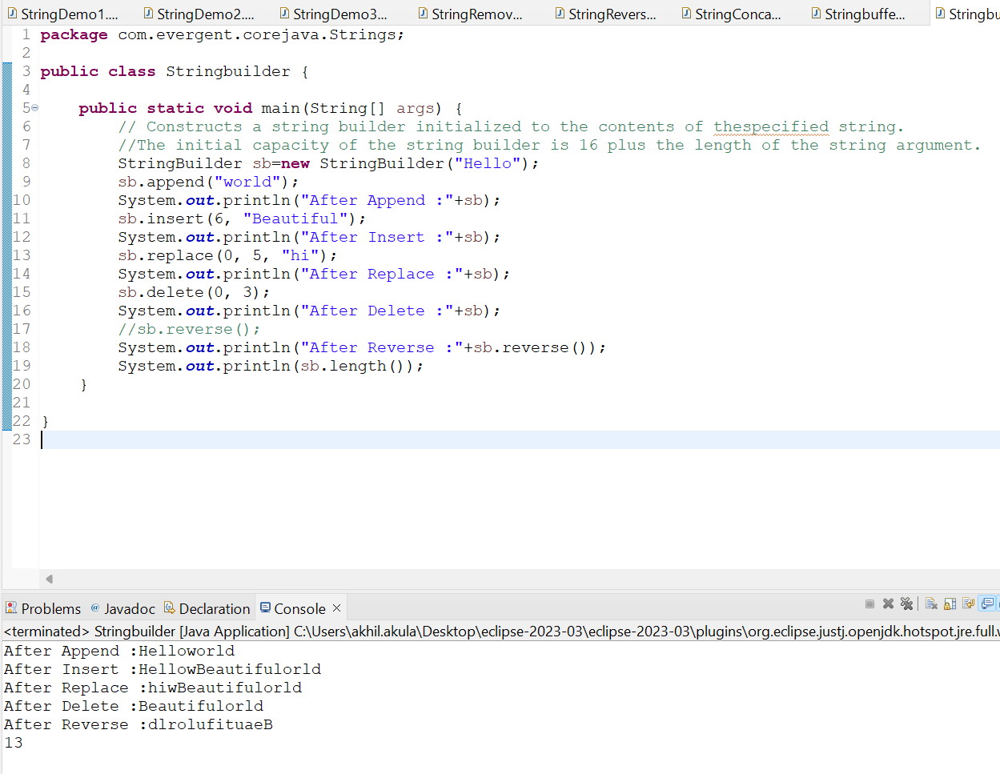 StringDemo1.... StringDemo2.... StringDemo3... StringRemov... StringRevers... StringConca... Stringbuffe... Stringbu
1 package com.evergent.corejava.Strings;
2
3 public class Stringbuilder {
4
5 public static void main(String[] args) {
6 // Constructs a string builder initialized to the contents of thespecified string.
7 //The initial capacity of the string builder is 16 plus the length of the string argument.
8 StringBuilder sb=new StringBuilder("Hello");
9 sb.append("world");
10 System.out.println("After Append :"+sb);
11 sb.insert(6, "Beautiful");
12 System.out.println("After Insert :"+sb);
13 sb.replace(0, 5, "hi");
14 System.out.println("After Replace :"+sb);
15 sb.delete(0, 3);
16 System.out.println("After Delete :"+sb);
17 //sb.reverse();
18 System.out.println("After Reverse :"+sb.reverse());
19 System.out.println(sb.length());
20 }
21
22 }
23
Problems @ Javadoc Declaration Console
<terminated> Stringbuilder [Java Application] C:\Users\akhil.akula\Desktop\eclipse-2023-03\eclipse-2023-03\plugins\org.eclipse.justj.openjdk.hotspot.jre.full.v
After Append :Helloworld
After Insert :HellowBeautifulorld
After Replace :hiwBeautifulorld
After Delete :Beautifulorld
After Reverse :dlrolufituaeB
13